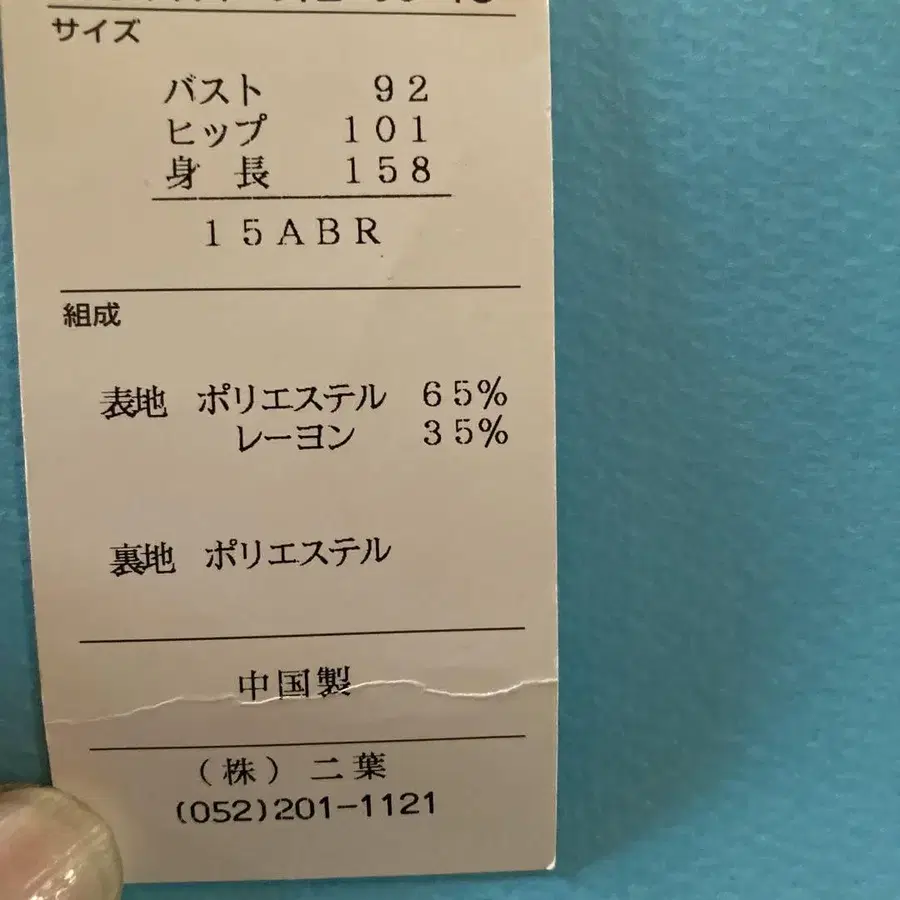 サイズ
バスト 92
ヒップ 101
身長 158
15ABR
組成
表地 ポリエステル 65%
レーヨン 35%
裏地 ポリエステル
中国製
(株)二葉
(052)201-1121